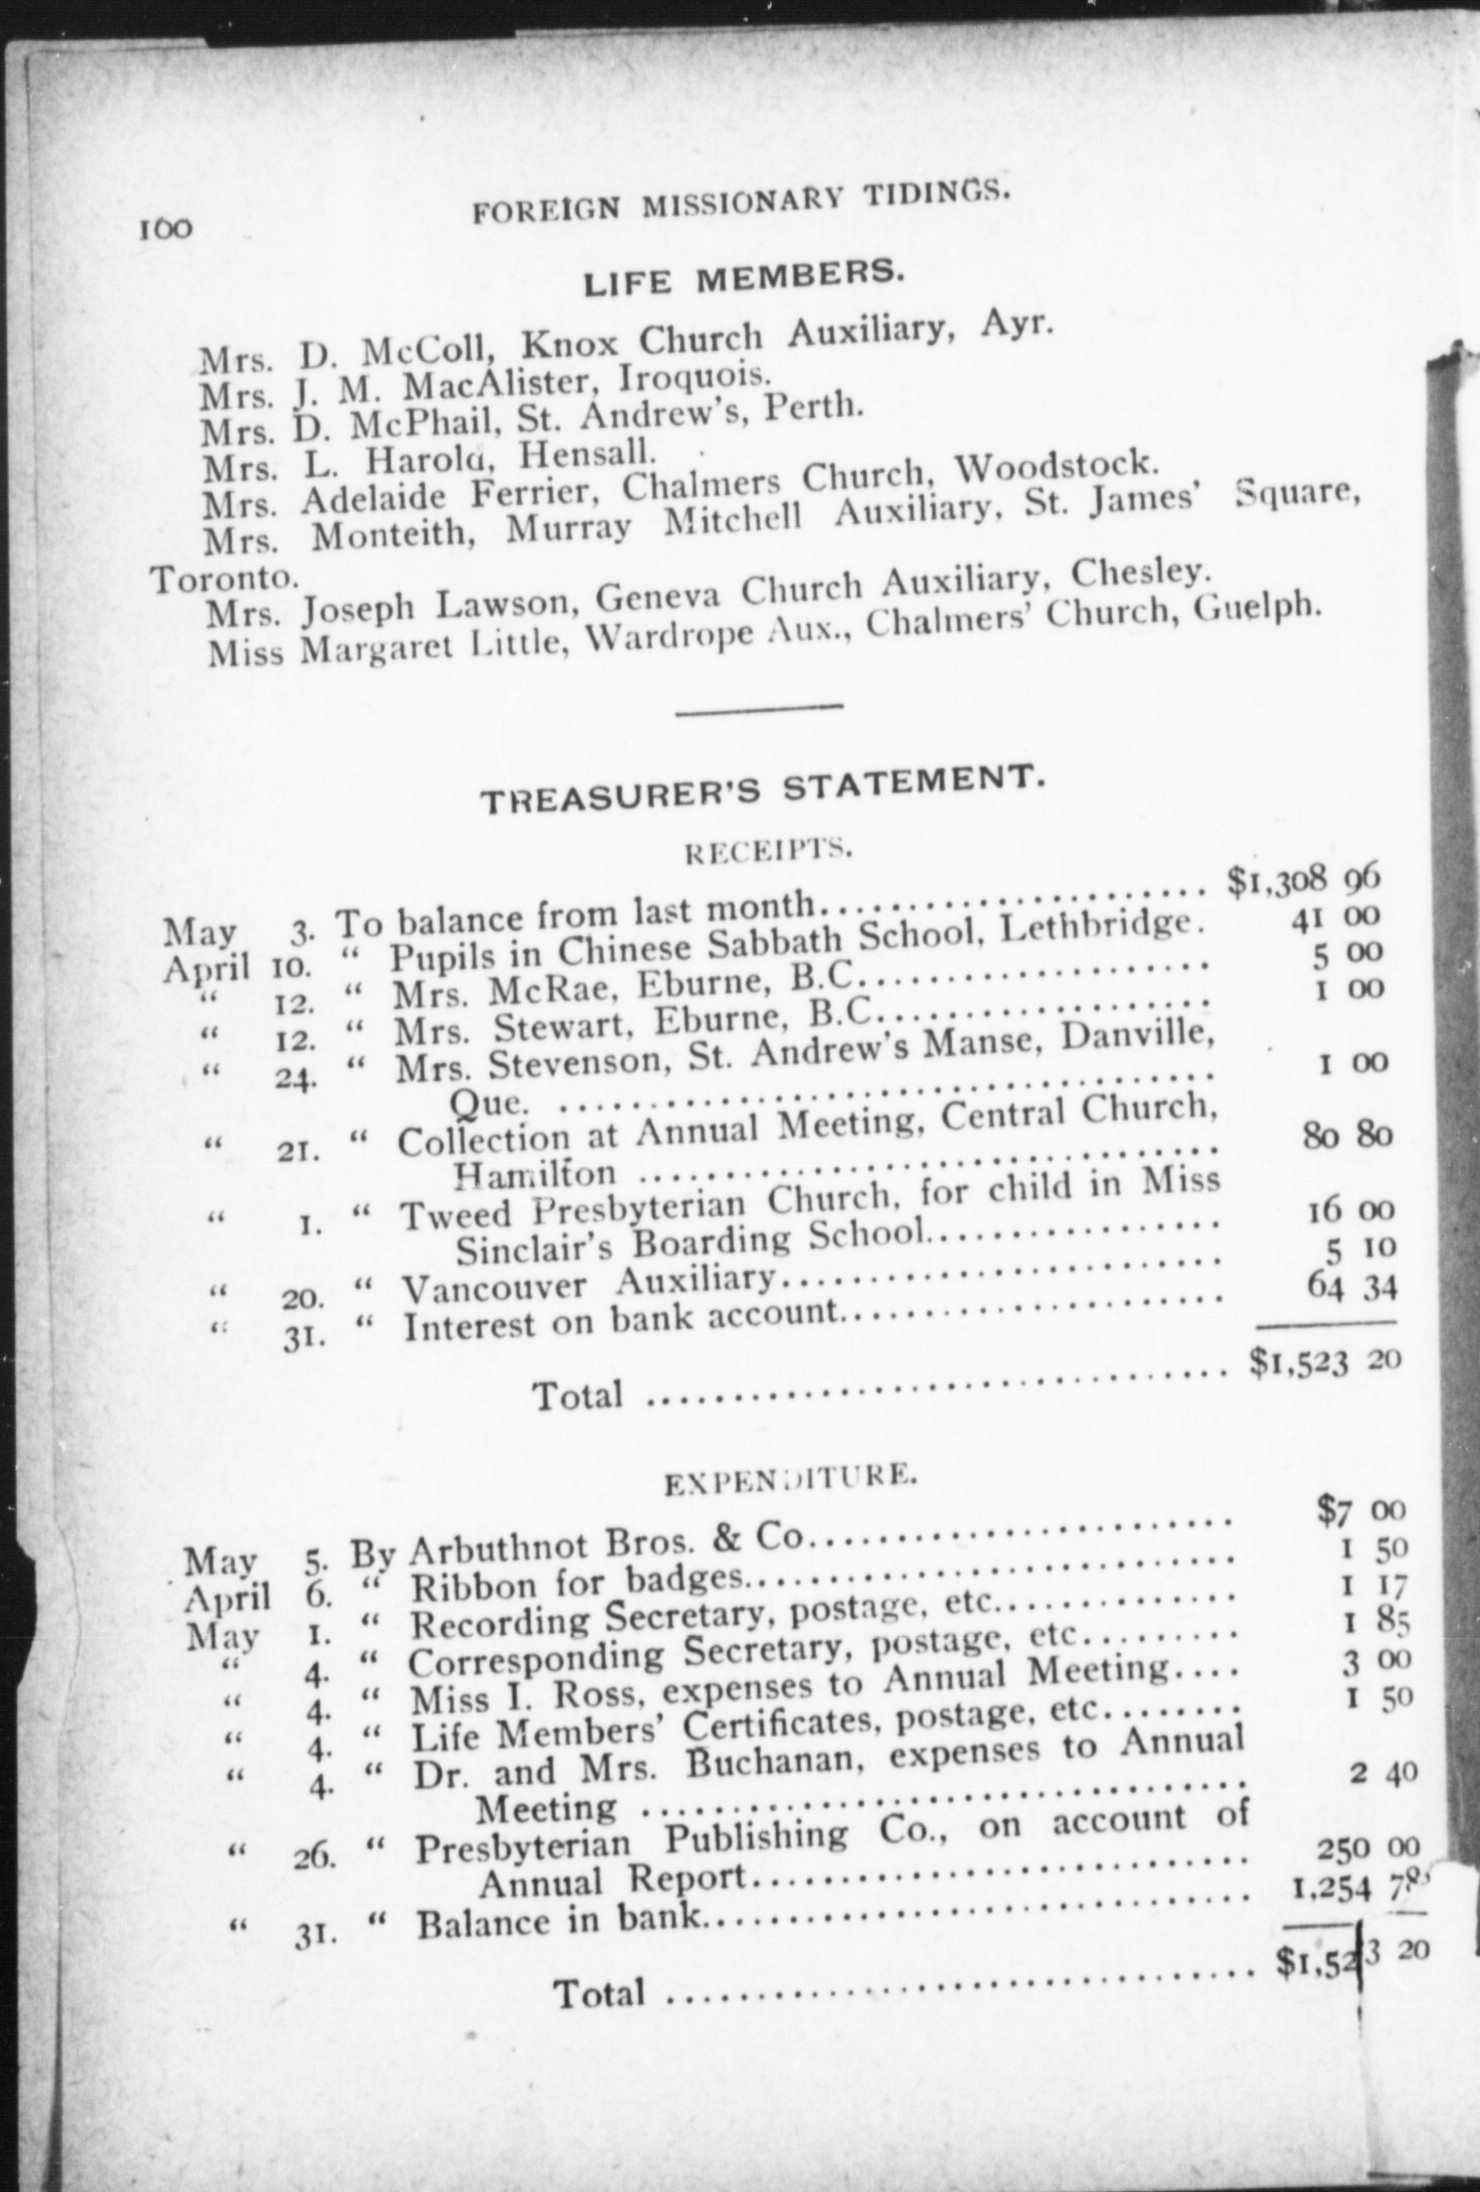 100
FOREIGN MISSIONARY TIDINGS.
LIFE MEMBERS.
Mrs. D. McColl, Knox Church Auxiliary, Ayr.
Mrs. J. M. MacAlister, Iroquois.
Mrs. D. McPhail, St. Andrew's, Perth.
Mrs. L. Harold, Hensall.
Mrs. Adelaide Ferrier, Chalmers Church, Woodstock.
Mrs. Monteith, Murray Mitchell Auxiliary, St. James' Square,
Toronto.
Mrs. Joseph Lawson, Geneva Church Auxiliary, Chesley.
Miss Margaret Little, Wardrope Aux., Chalmers' Church, Guelph.
TREASURER'S STATEMENT.
RECEIPTS.
May 3. To balance from last month...................... $1,308 96
April 10. “ Pupils in Chinese Sabbath School, Lethbridge. 41 00
“ 12. “ Mrs. McRae, Eburne, B.C.................... 5 00
“ 12. “ Mrs. Stewart, Eburne, B.C................... 1 00
“ 24. “ Mrs. Stevenson, St. Andrew's Manse, Danville,
Que. ..................................... 1 00
“ 21. “ Collection at Annual Meeting, Central Church,
Hamilton ................................. 80 80
“ 1. “ Tweed Presbyterian Church, for child in Miss
Sinclair's Boarding School................. 16 00
“ 20. “ Vancouver Auxiliary......................... 5 10
“ 31. “ Interest on bank account...................... 64 34
Total ................................. $1,523 20
EXPENDITURE.
May 5. By Arbuthnot Bros. & Co......................... $7 00
April 6. “ Ribbon for badges............................ 1 50
May 1. “ Recording Secretary, postage, etc.............. 1 17
“ 4. “ Corresponding Secretary, postage, etc......... 1 85
“ 4. “ Miss I. Ross, expenses to Annual Meeting.... 3 00
“ 4. “ Life Members' Certificates, postage, etc........ 1 50
“ 4. “ Dr. and Mrs. Buchanan, expenses to Annual
Meeting .................................. 2 40
“ 26. “ Presbyterian Publishing Co., on account of
Annual Report............................ 250 00
“ 31. “ Balance in bank............................... 1,254 78
Total .................................. $1,523 20